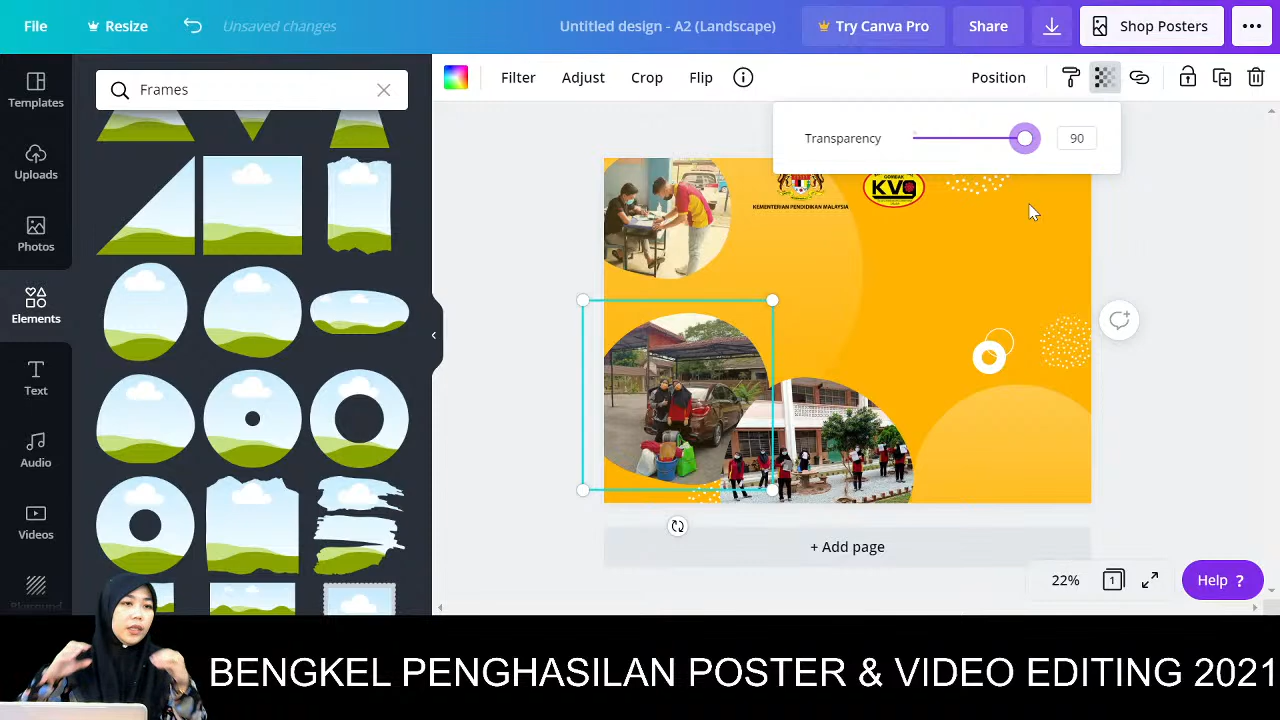 File
Resize
Unsaved changes
Untitled design - A2 (Landscape)
Try Canva Pro
Share
Shop Posters
Templates
Uploads
Photos
Elements
Text
Audio
Videos
Frames
Filter
Adjust
Crop
Flip
Position
Transparency
90
KEMENTERIAN PENDIDIKAN MALAYSIA
KVG
+ Add page
22%
1
Help ?
BENGKEL PENGHASILAN POSTER & VIDEO EDITING 2021